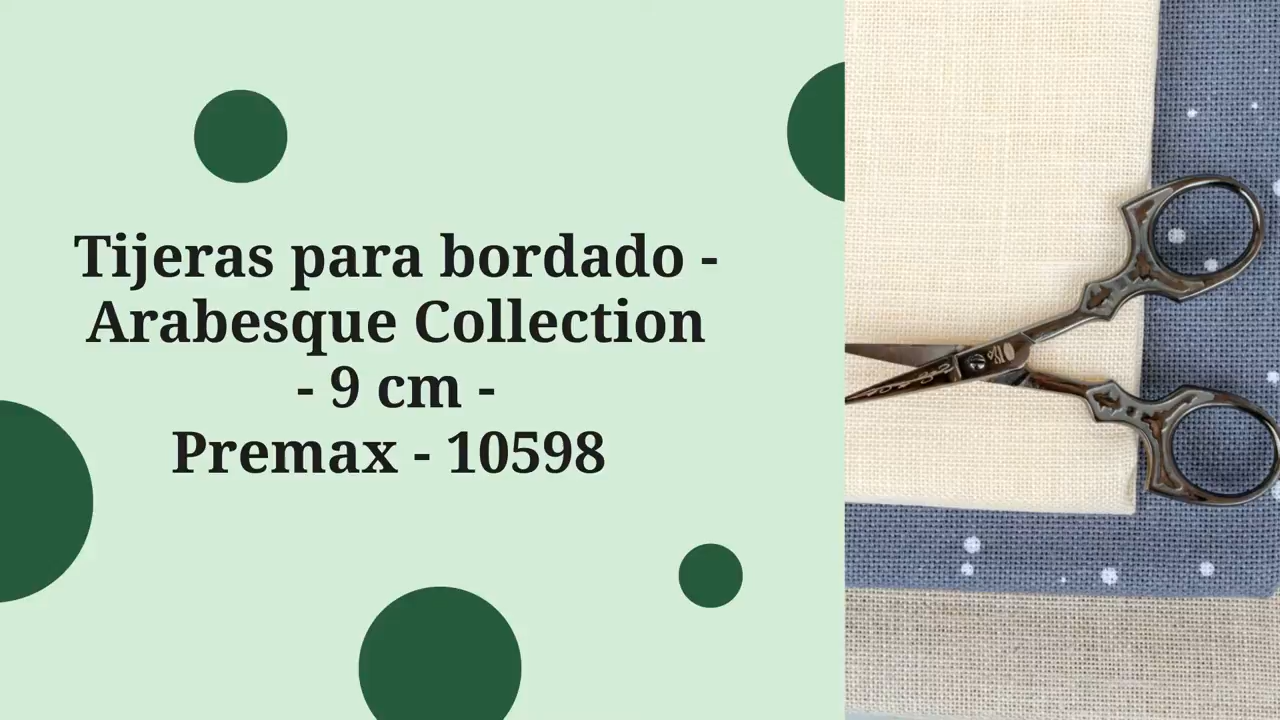 Tijeras para bordado -
Arabesque Collection
- 9 cm -
Premax - 10598